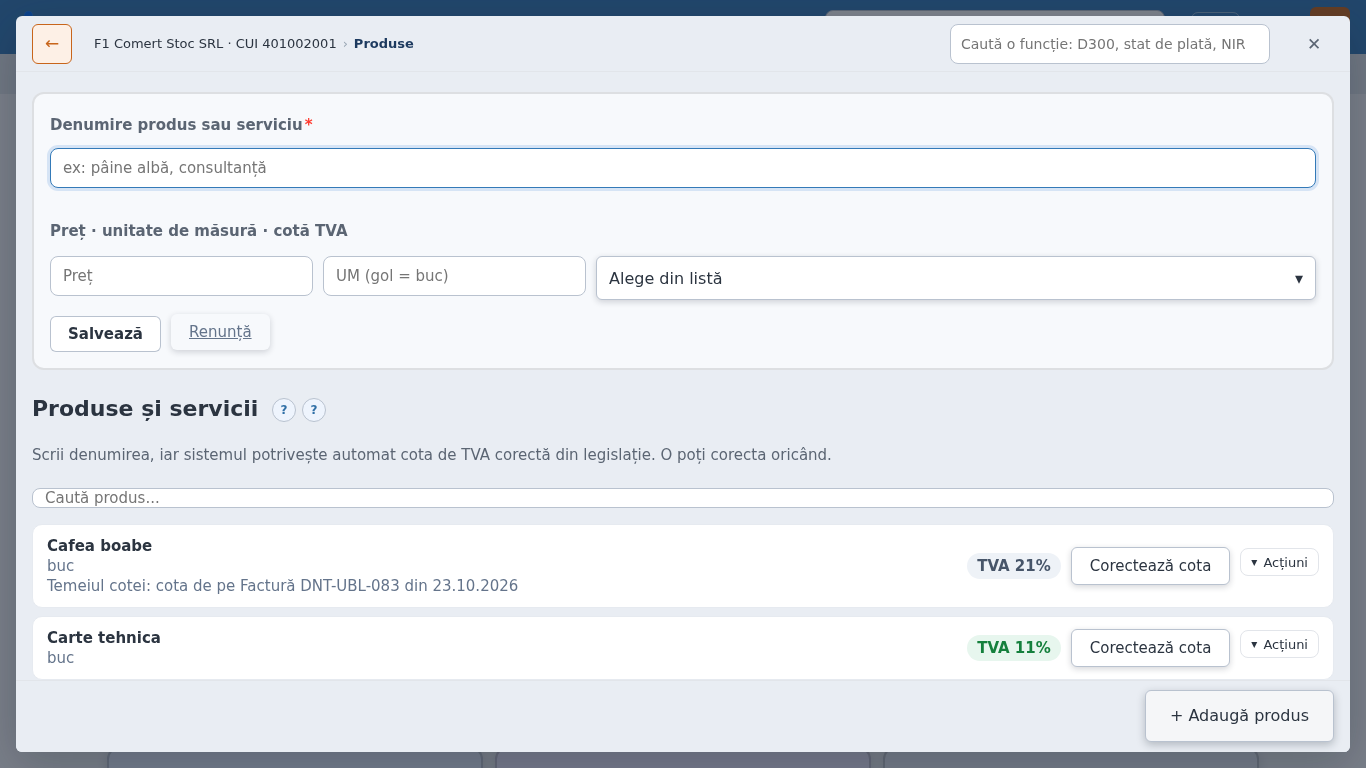 ←
F1 Comert Stoc SRL · CUI 401002001 › Produse
Caută o funcție: D300, stat de plată, NIR
✕
Denumire produs sau serviciu*
ex: pâine albă, consultanță
Preț · unitate de măsură · cotă TVA
Preț
UM (gol = buc)
Alege din listă ▾
Salvează
Renunță
Produse și servicii ? ?
Scrii denumirea, iar sistemul potrivește automat cota de TVA corectă din legislație. O poți corecta oricând.
Caută produs...
Cafea boabe
buc
Temeiul cotei: cota de pe Factură DNT-UBL-083 din 23.10.2026
TVA 21%
Corectează cota
▾ Acțiuni
Carte tehnica
buc
TVA 11%
Corectează cota
▾ Acțiuni
+ Adaugă produs